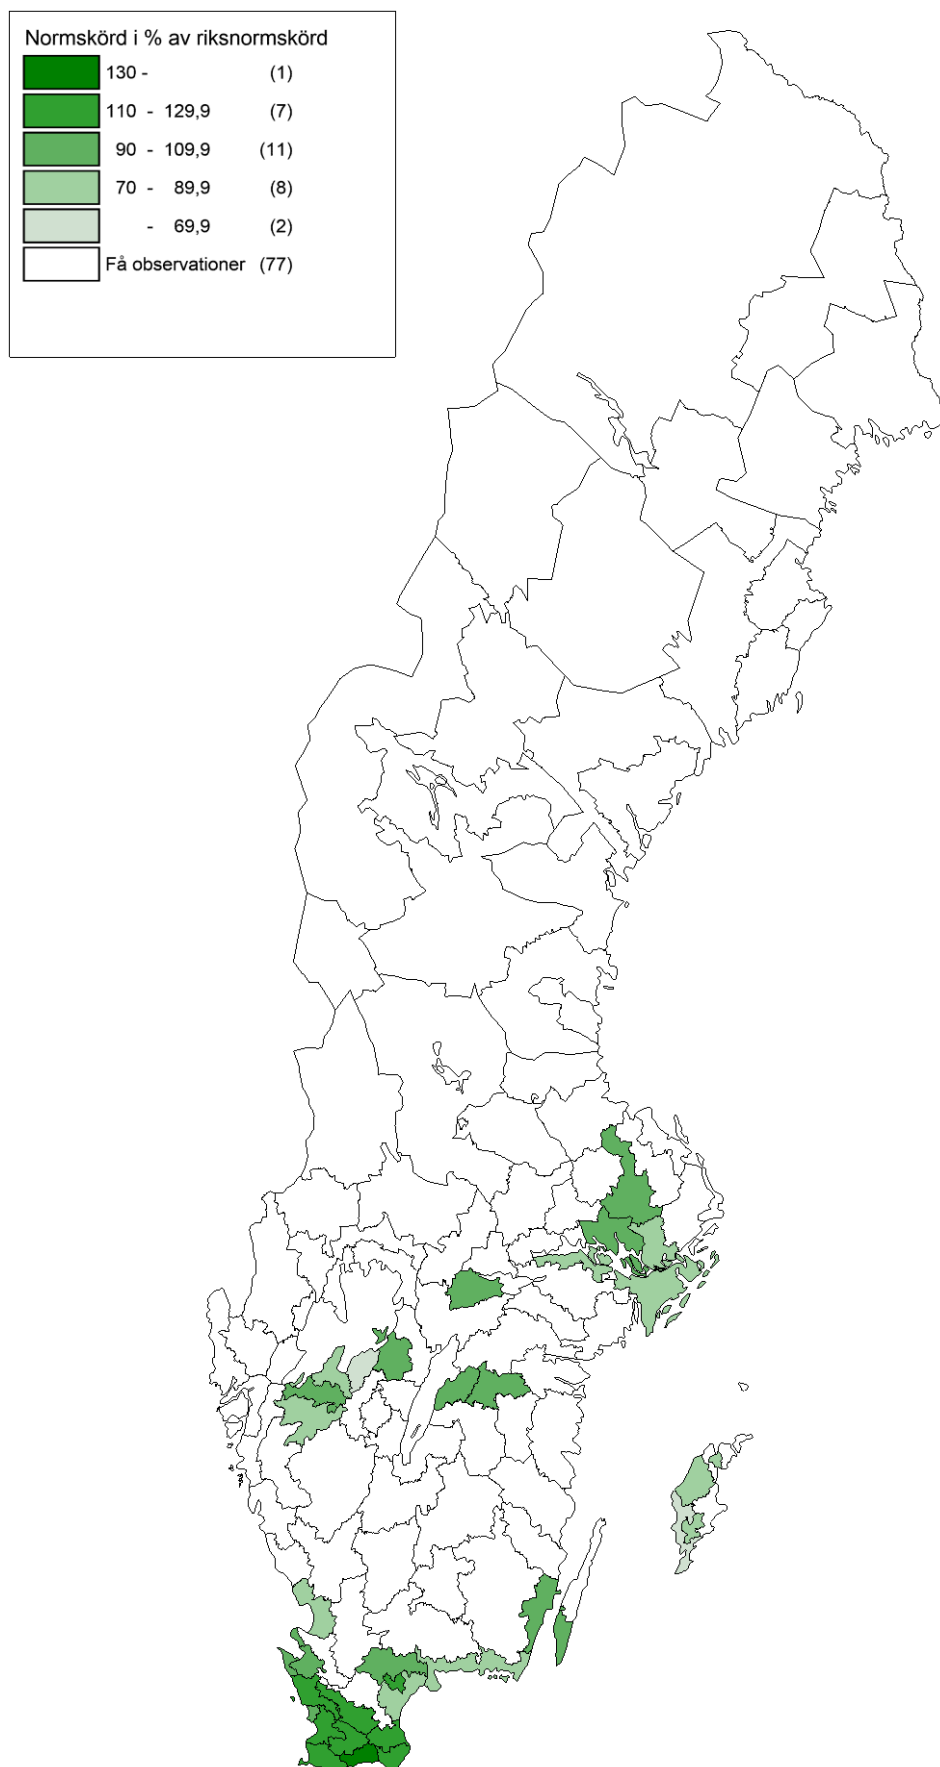 Normskörd i % av riksnormskörd
130 - (1)
110 - 129,9 (7)
90 - 109,9 (11)
70 - 89,9 (8)
- 69,9 (2)
Få observationer (77)